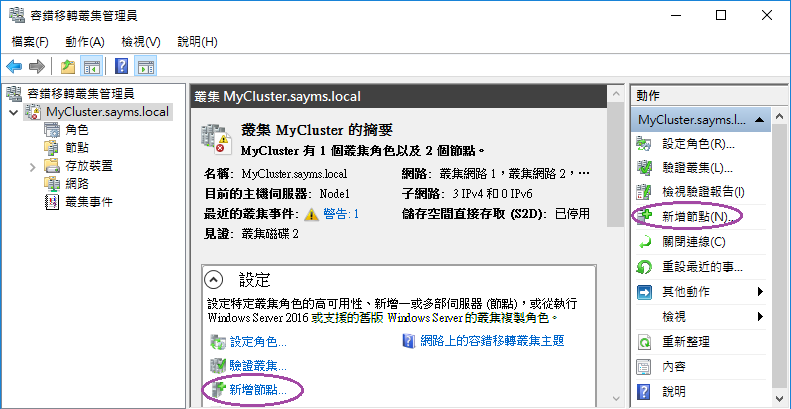 容錯移轉叢集管理員
檔案(F) 動作(A) 檢視(V) 說明(H)
容錯移轉叢集管理員
MyCluster.sayms.local
角色
節點
存放裝置
網路
叢集事件
叢集 MyCluster.sayms.local
叢集 MyCluster 的摘要
MyCluster 有 1 個叢集角色以及 2 個節點。
名稱: MyCluster.sayms.local 網路: 叢集網路 1，叢集網路 2，…
目前的主機伺服器: Node1 子網路: 3 IPv4 和 0 IPv6
最近的叢集事件: 警告: 1 儲存空間直接存取 (S2D): 已停用
見證: 叢集磁碟 2
設定
設定特定叢集角色的高可用性、新增一或多部伺服器 (節點)，或從執行
Windows Server 2016 或支援的舊版 Windows Server 的叢集複製角色。
設定角色... 網路上的容錯移轉叢集主題
驗證叢集...
新增節點...
動作
MyCluster.sayms.l...
設定角色(R)...
驗證叢集(L)...
檢視驗證報告(I)
新增節點(N)...
關閉連線(C)
重設最近的事...
其他動作
檢視
重新整理
內容
說明